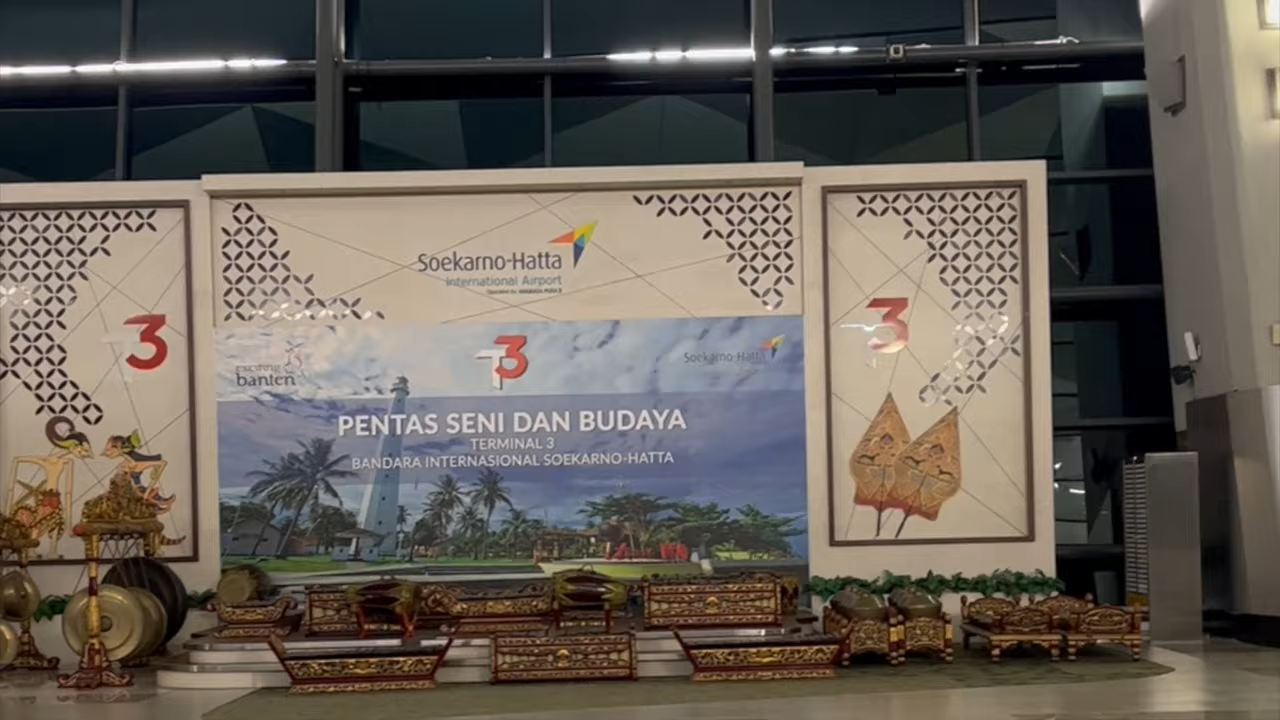 Soekarno-Hatta
International Airport
3
3
exciting
banten
T3
Soekarno-Hatta
PENTAS SENI DAN BUDAYA
TERMINAL 3
BANDARA INTERNASIONAL SOEKARNO-HATTA